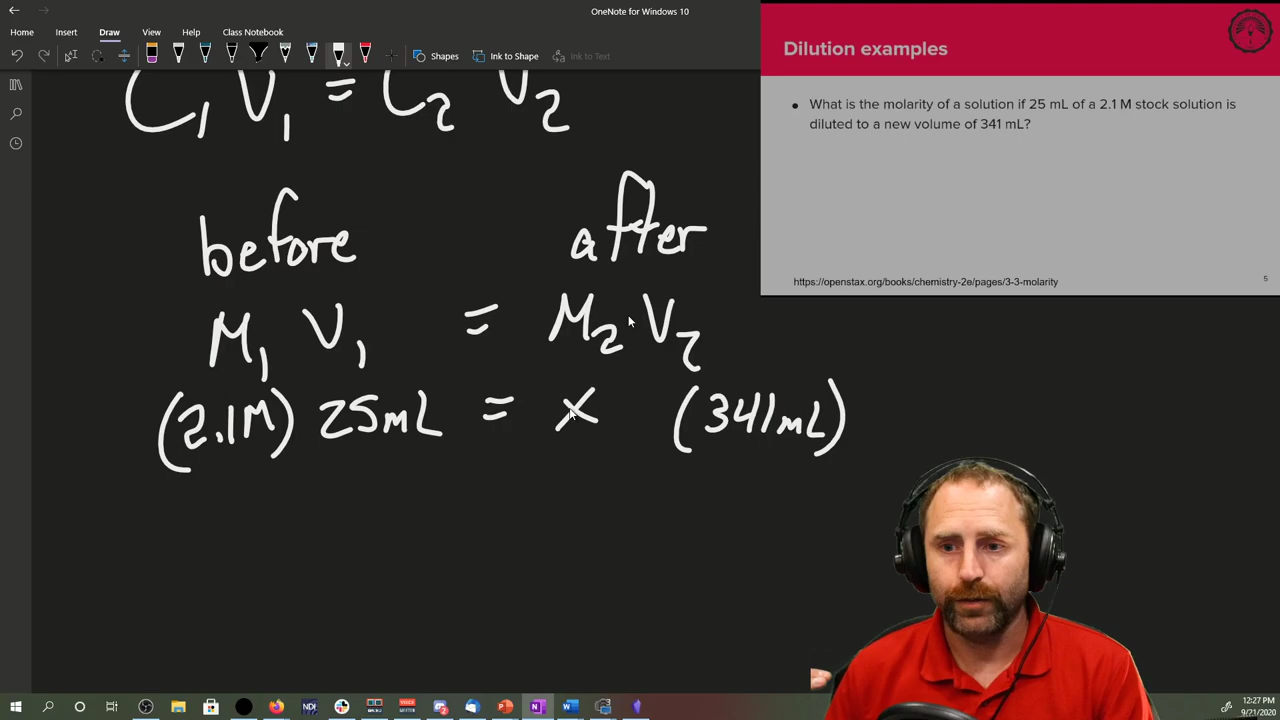 OneNote for Windows 10
Home Insert Draw View Help Class Notebook
Shapes Ink to Shape Ink to Text
C1 V1 = C2 V2
before after
M1 V1 = M2 V2
(2.1M) 25mL = x (341mL)
Dilution examples
• What is the molarity of a solution if 25 mL of a 2.1 M stock solution is
diluted to a new volume of 341 mL?
https://openstax.org/books/chemistry-2e/pages/3-3-molarity
5
12:27 PM
9/21/2020